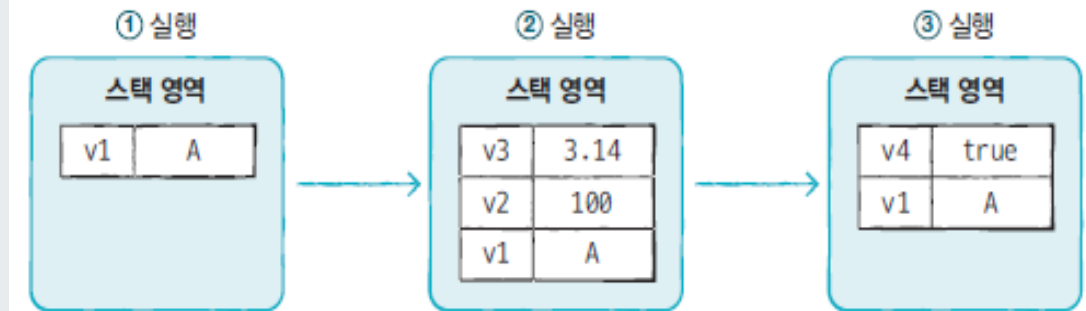 ① 실행
스택 영역
v1 A
② 실행
스택 영역
v3 3.14
v2 100
v1 A
③ 실행
스택 영역
v4 true
v1 A